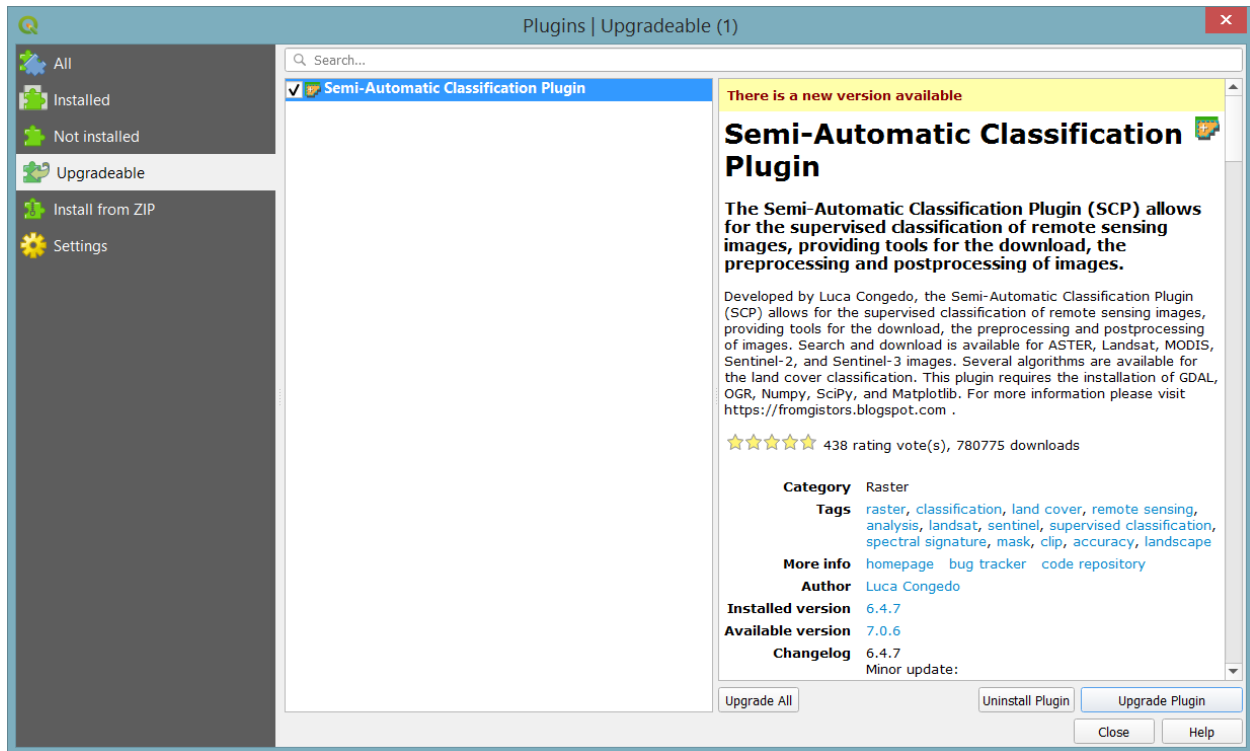 Plugins | Upgradeable (1)
All
Installed
Not installed
Upgradeable
Install from ZIP
Settings
Search...
Semi-Automatic Classification Plugin
There is a new version available
Semi-Automatic Classification
Plugin
The Semi-Automatic Classification Plugin (SCP) allows
for the supervised classification of remote sensing
images, providing tools for the download, the
preprocessing and postprocessing of images.
Developed by Luca Congedo, the Semi-Automatic Classification Plugin
(SCP) allows for the supervised classification of remote sensing images,
providing tools for the download, the preprocessing and postprocessing
of images. Search and download is available for ASTER, Landsat, MODIS,
Sentinel-2, and Sentinel-3 images. Several algorithms are available for
the land cover classification. This plugin requires the installation of GDAL,
OGR, Numpy, SciPy, and Matplotlib. For more information please visit
https://fromgistors.blogspot.com .
438 rating vote(s), 780775 downloads
Category Raster
Tags raster, classification, land cover, remote sensing,
analysis, landsat, sentinel, supervised classification,
spectral signature, mask, clip, accuracy, landscape
More info homepage bug tracker code repository
Author Luca Congedo
Installed version 6.4.7
Available version 7.0.6
Changelog 6.4.7
Minor update:
Upgrade All Uninstall Plugin Upgrade Plugin
Close Help